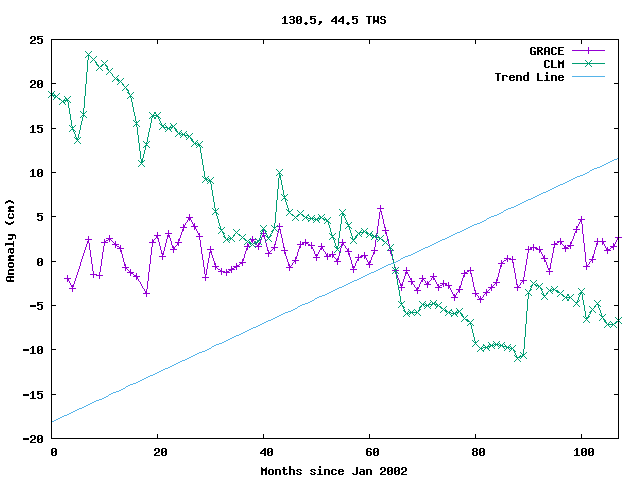 130.5, 44.5 TWS
GRACE
CLM
Trend Line
25
20
15
10
5
0
-5
-10
-15
-20
Anomaly (cm)
0 20 40 60 80 100
Months since Jan 2002